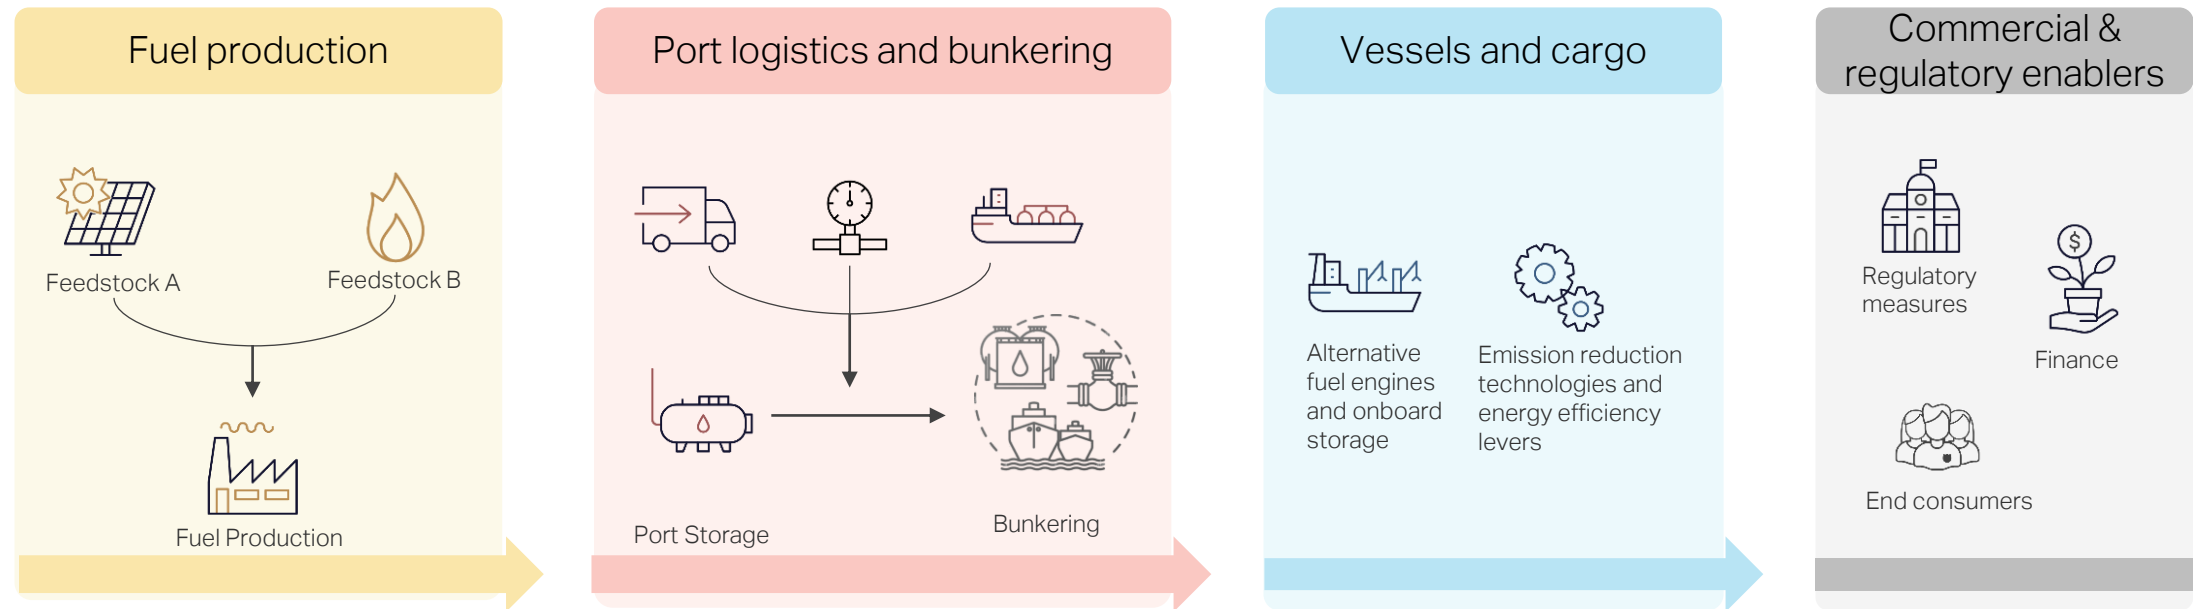 Fuel production
Feedstock A
Feedstock B
Fuel Production
Port logistics and bunkering
Port Storage
Bunkering
Vessels and cargo
Alternative
fuel engines
and onboard
storage
Emission reduction
technologies and
energy efficiency
levers
Commercial &
regulatory enablers
Regulatory
measures
$
Finance
End consumers